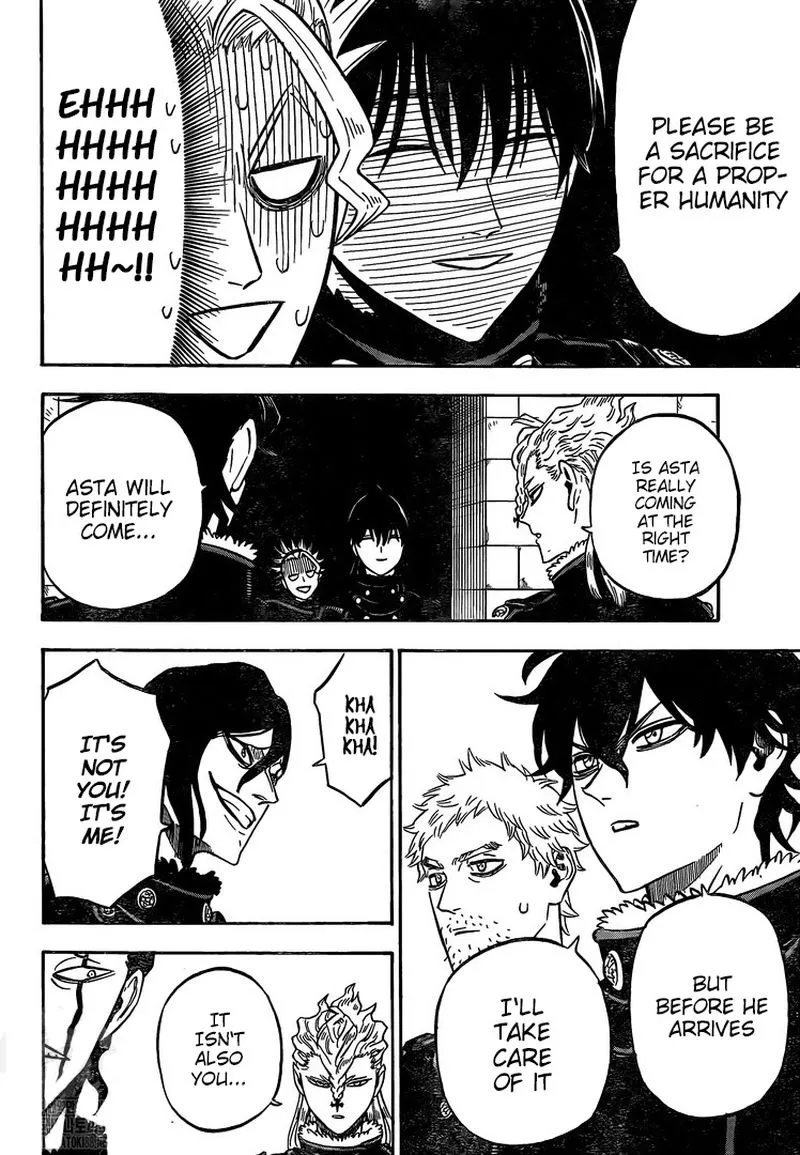 PLEASE BE
A SACRIFICE
FOR A PROP-
ER HUMANITY
EHHH
HHHH
HHHH
HHHH
HH~!!
IS ASTA
REALLY
COMING
AT THE
RIGHT
TIME?
ASTA WILL
DEFINITELY
COME...
BUT
BEFORE HE
ARRIVES
I'LL
TAKE
CARE
OF IT
KHA
KHA
KHA!
IT'S
NOT
YOU!
IT'S
ME!
IT
ISN'T
ALSO
YOU...